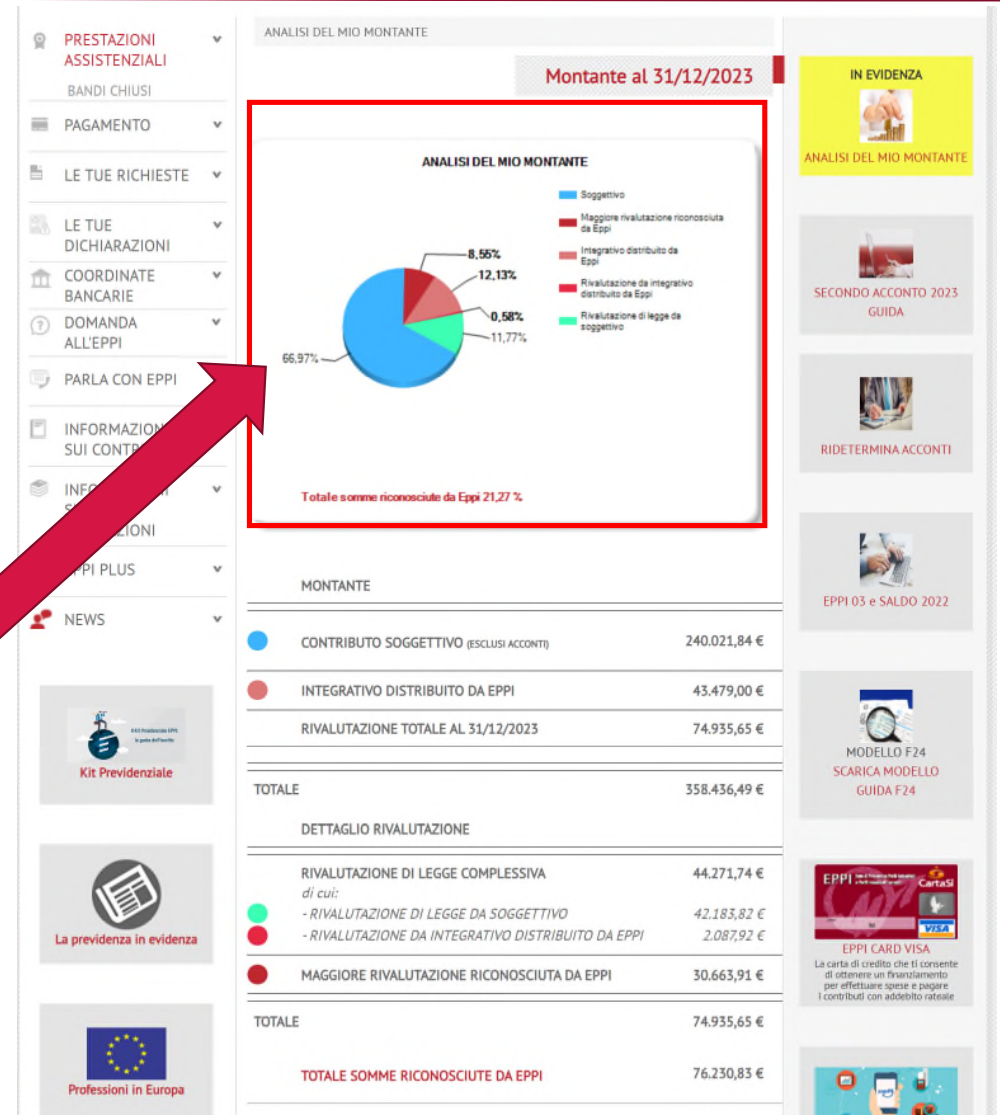 PRESTAZIONI
ASSISTENZIALI
BANDI CHIUSI
PAGAMENTO
LE TUE RICHIESTE
LE TUE
DICHIARAZIONI
COORDINATE
BANCARIE
DOMANDA
ALL'EPPI
PARLA CON EPPI
SUI
PLUS
NEWS
Kit Previdenziale
La previdenza in evidenza
Professioni in Europa
ANALISI DEL MIO MONTANTE
Montante al 31/12/2023
ANALISI DEL MIO MONTANTE
Soggettivo
Maggiore rivalutazione riconosciuta
da Eppi
Integrativo distribuito da
Eppi
Rivalutazione da integrativo
distribuito da Eppi
Rivalutazione di legge da
soggettivo
8,55%
12,13%
0,58%
11,77%
66,97%
Totale somme riconosciute da Eppi 21,27 %
MONTANTE
CONTRIBUTO SOGGETTIVO (ESCLUSI ACCONTI) 240.021,84 €
INTEGRATIVO DISTRIBUITO DA EPPI 43.479,00 €
RIVALUTAZIONE TOTALE AL 31/12/2023 74.935,65 €
TOTALE 358.436,49 €
DETTAGLIO RIVALUTAZIONE
RIVALUTAZIONE DI LEGGE COMPLESSIVA 44.271,74 €
di cui:
- RIVALUTAZIONE DI LEGGE DA SOGGETTIVO 42.183,82 €
- RIVALUTAZIONE DA INTEGRATIVO DISTRIBUITO DA EPPI 2.087,92 €
MAGGIORE RIVALUTAZIONE RICONOSCIUTA DA EPPI 30.663,91 €
TOTALE 74.935,65 €
TOTALE SOMME RICONOSCIUTE DA EPPI 76.230,83 €
IN EVIDENZA
ANALISI DEL MIO MONTANTE
SECONDO ACCONTO 2023
GUIDA
RIDETERMINA ACCONTI
EPPI 03 e SALDO 2022
MODELLO F24
SCARICA MODELLO
GUIDA F24
EPPI
CartaSi
VISA
EPPI CARD VISA
La carta di credito che ti consente
di ottenere un finanziamento
per effettuare spese e pagare
i contributi con addebito rateale